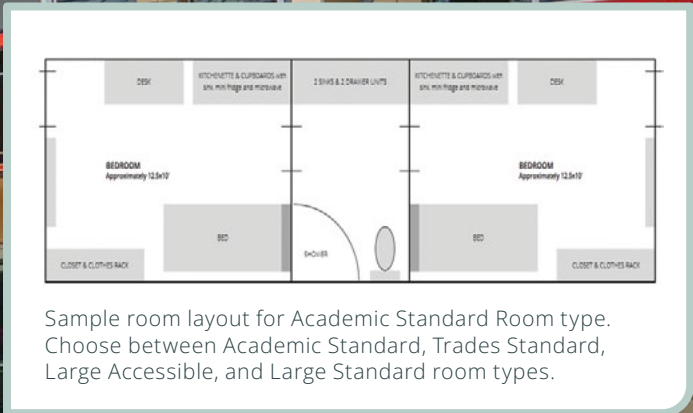 DESK
KITCHENETTE & CUPBOARDS with
sink, mini fridge and microwave
2 SINKS & 2 DRAWER UNITS
KITCHENETTE & CUPBOARDS with
sink, mini fridge and microwave
DESK
BEDROOM
Approximately 12.5x10'
BEDROOM
Approximately 12.5x10'
BED
SHOWER
BED
CLOSET & CLOTHES RACK
CLOSET & CLOTHES RACK
Sample room layout for Academic Standard Room type.
Choose between Academic Standard, Trades Standard,
Large Accessible, and Large Standard room types.